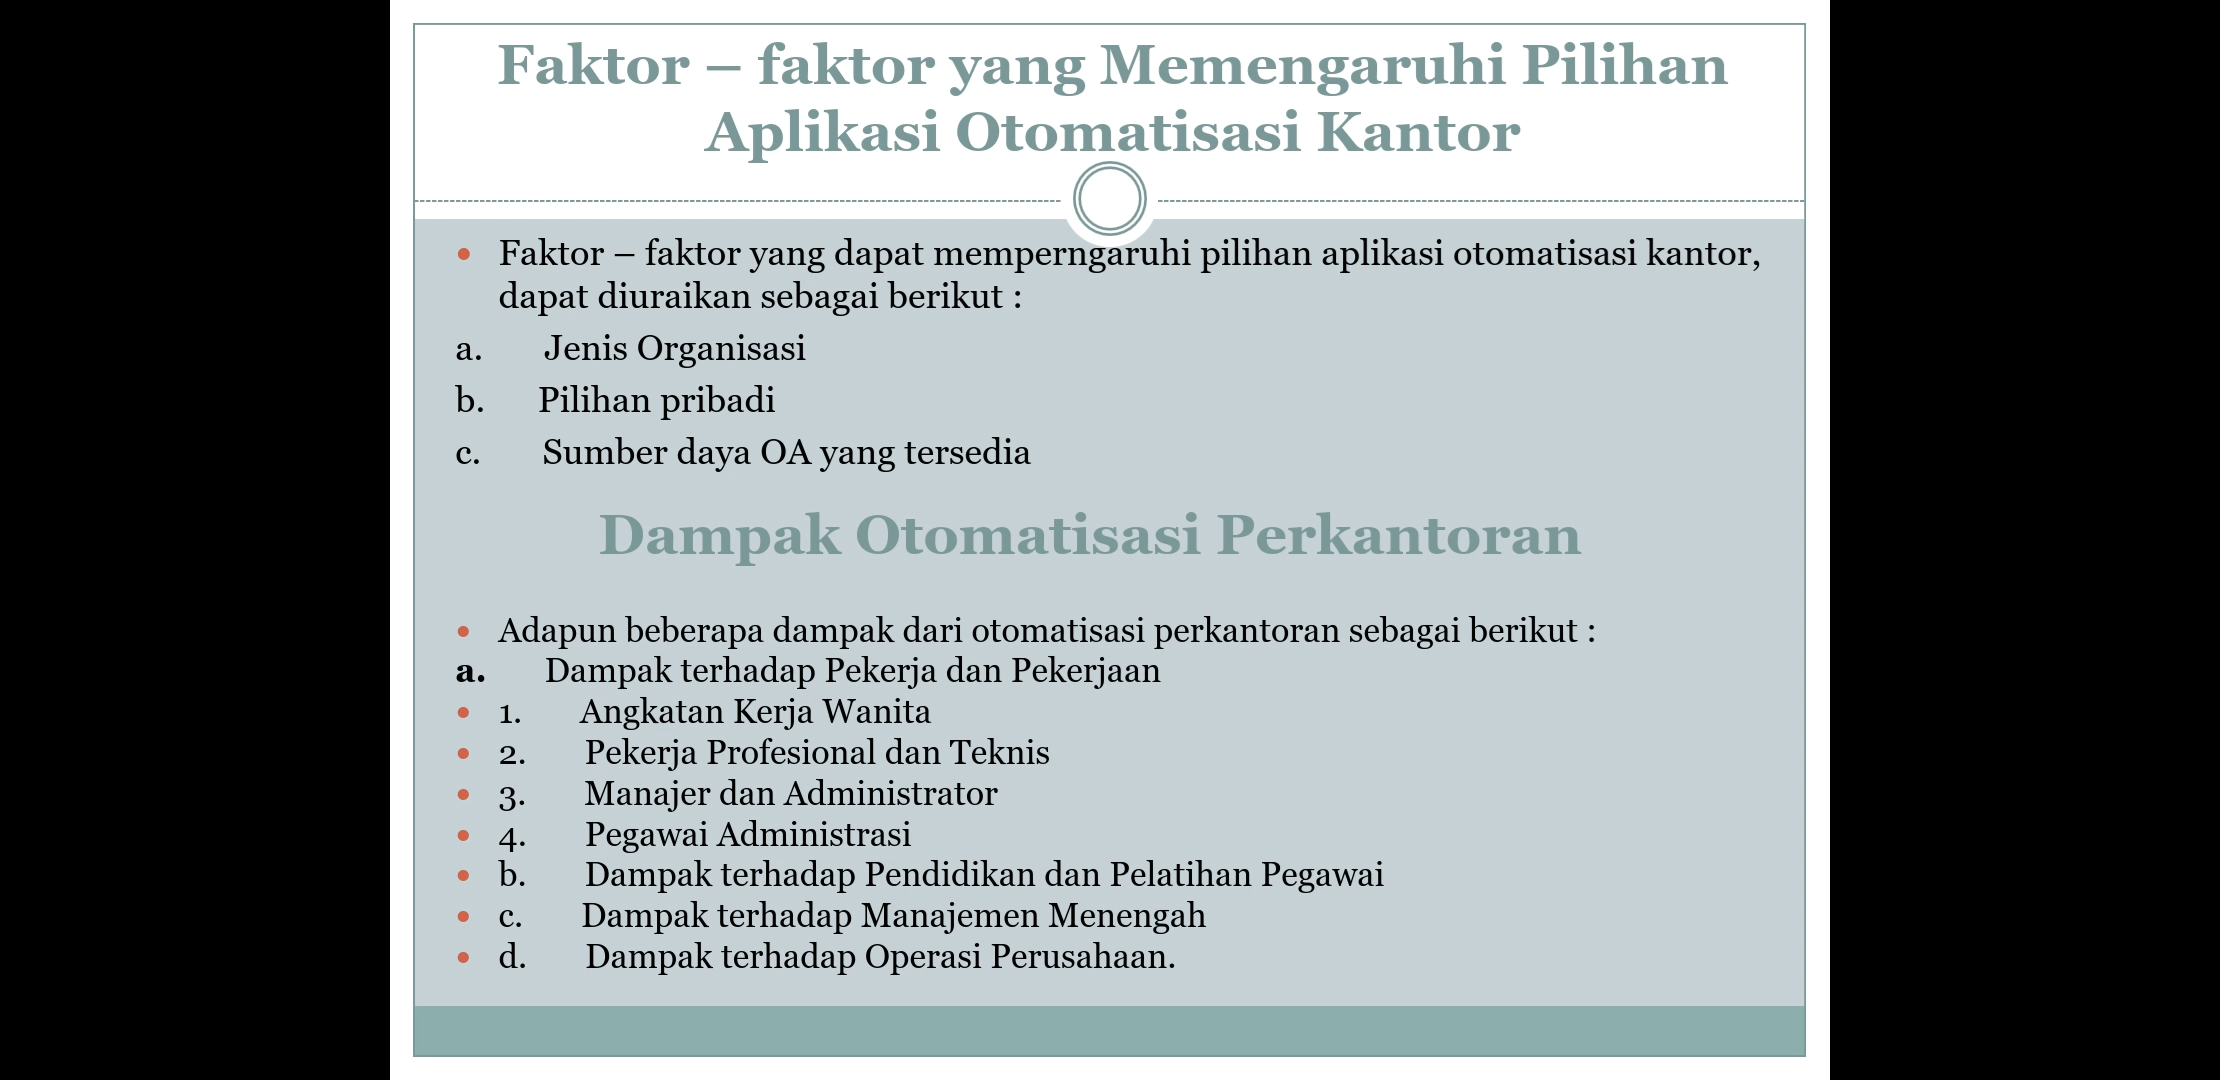 Faktor – faktor yang Memengaruhi Pilihan
Aplikasi Otomatisasi Kantor
• Faktor – faktor yang dapat memperngaruhi pilihan aplikasi otomatisasi kantor,
dapat diuraikan sebagai berikut :
a. Jenis Organisasi
b. Pilihan pribadi
c. Sumber daya OA yang tersedia
Dampak Otomatisasi Perkantoran
• Adapun beberapa dampak dari otomatisasi perkantoran sebagai berikut :
a. Dampak terhadap Pekerja dan Pekerjaan
• 1. Angkatan Kerja Wanita
• 2. Pekerja Profesional dan Teknis
• 3. Manajer dan Administrator
• 4. Pegawai Administrasi
• b. Dampak terhadap Pendidikan dan Pelatihan Pegawai
• c. Dampak terhadap Manajemen Menengah
• d. Dampak terhadap Operasi Perusahaan.